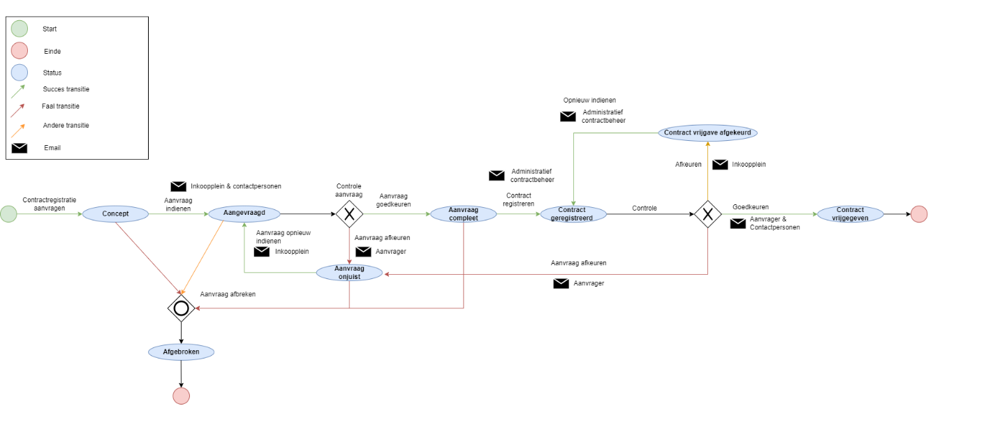 Start
Einde
Status
Succes transitie
Faal transitie
Andere transitie
Email
Opnieuw indienen
Administratief
contractbeheer
Contract vrijgave afgekeurd
Afkeuren
Inkoopplein
Administratief
contractbeheer
Inkoopplein & contactpersonen
Controle
aanvraag
Contractregistratie
aanvragen
Concept
Aanvraag
indienen
Aangevraagd
Aanvraag
goedkeuren
Aanvraag
compleet
Contract
registreren
Contract
geregistreerd
Controle
Goedkeuren
Aanvrager &
Contactpersonen
Contract
vrijgegeven
Aanvraag opnieuw
indienen
Inkoopplein
Aanvraag afkeuren
Aanvrager
Aanvraag
onjuist
Aanvraag afkeuren
Aanvrager
Aanvraag afbreken
Afgebroken